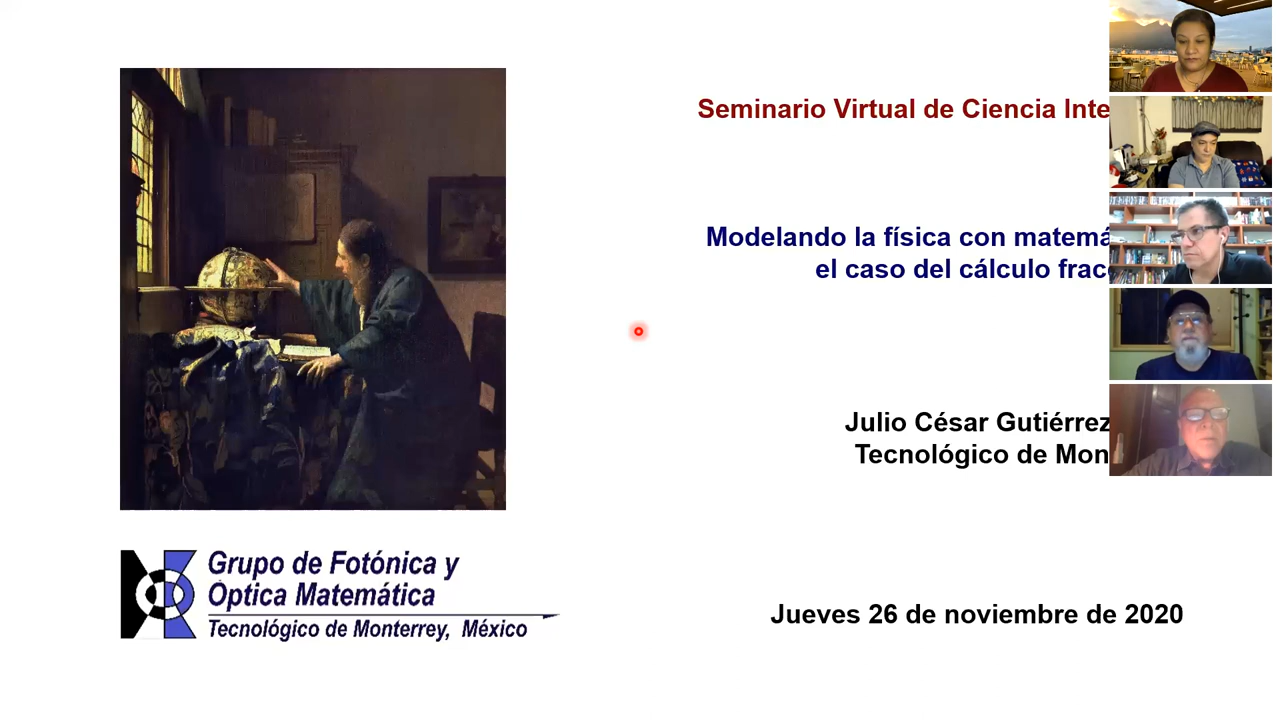 Seminario Virtual de Ciencia Inte
Modelando la física con matemá
el caso del cálculo frac
Julio César Gutiérrez
Tecnológico de Mon
Grupo de Fotónica y
Óptica Matemática
Tecnológico de Monterrey, México
Jueves 26 de noviembre de 2020